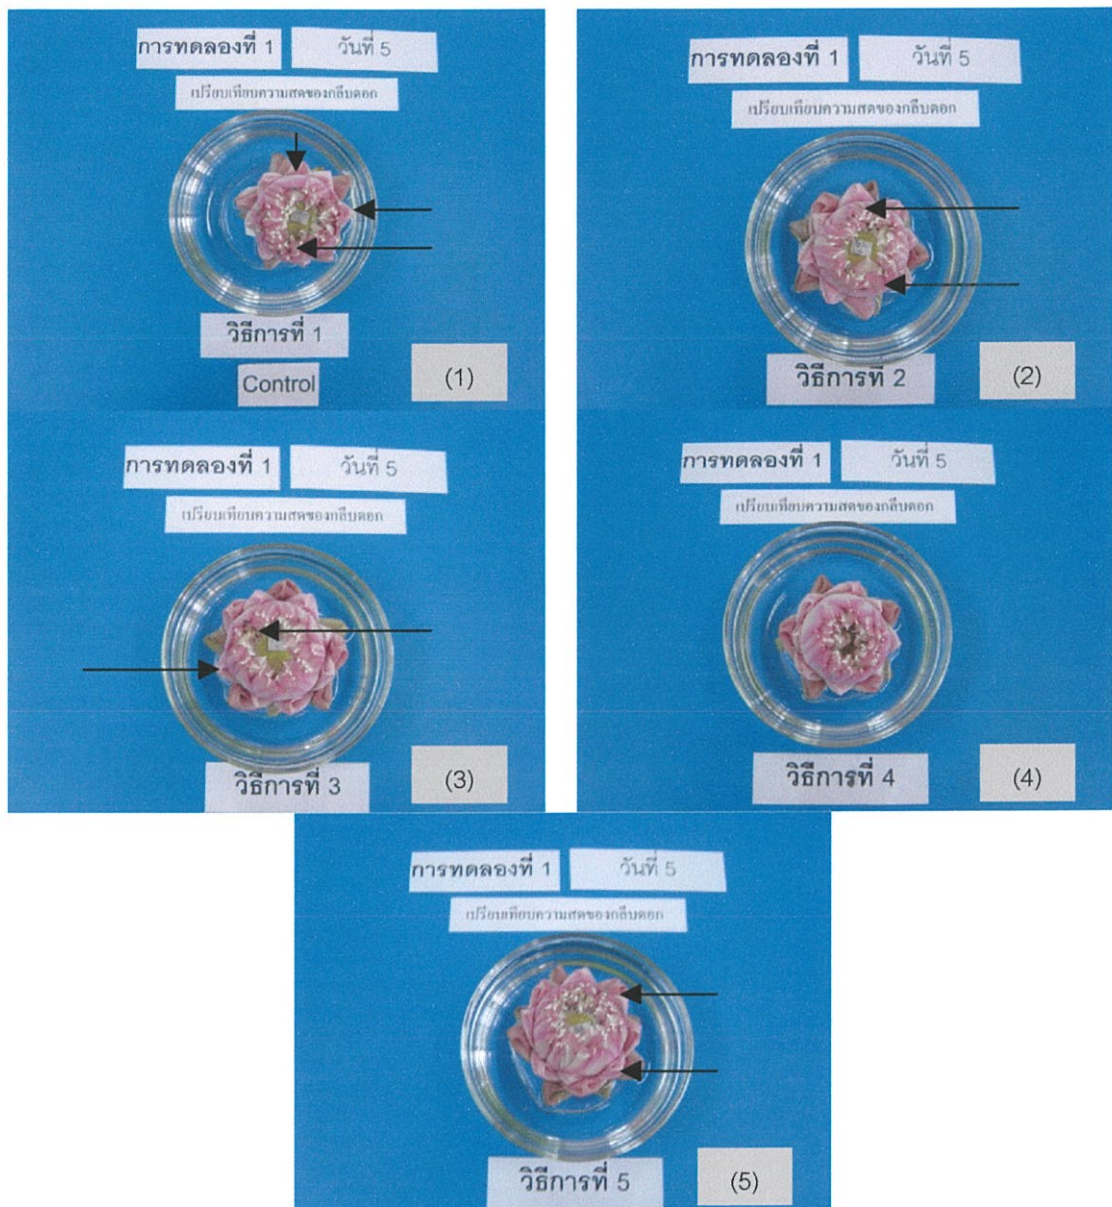 การทดลองที่ 1 วันที่ 5
เปรียบเทียบความสดของกลีบดอก
วิธีการที่ 1
Control
(1)
การทดลองที่ 1 วันที่ 5
เปรียบเทียบความสดของกลีบดอก
วิธีการที่ 2
(2)
การทดลองที่ 1 วันที่ 5
เปรียบเทียบความสดของกลีบดอก
วิธีการที่ 3
(3)
การทดลองที่ 1 วันที่ 5
เปรียบเทียบความสดของกลีบดอก
วิธีการที่ 4
(4)
การทดลองที่ 1 วันที่ 5
เปรียบเทียบความสดของกลีบดอก
วิธีการที่ 5
(5)